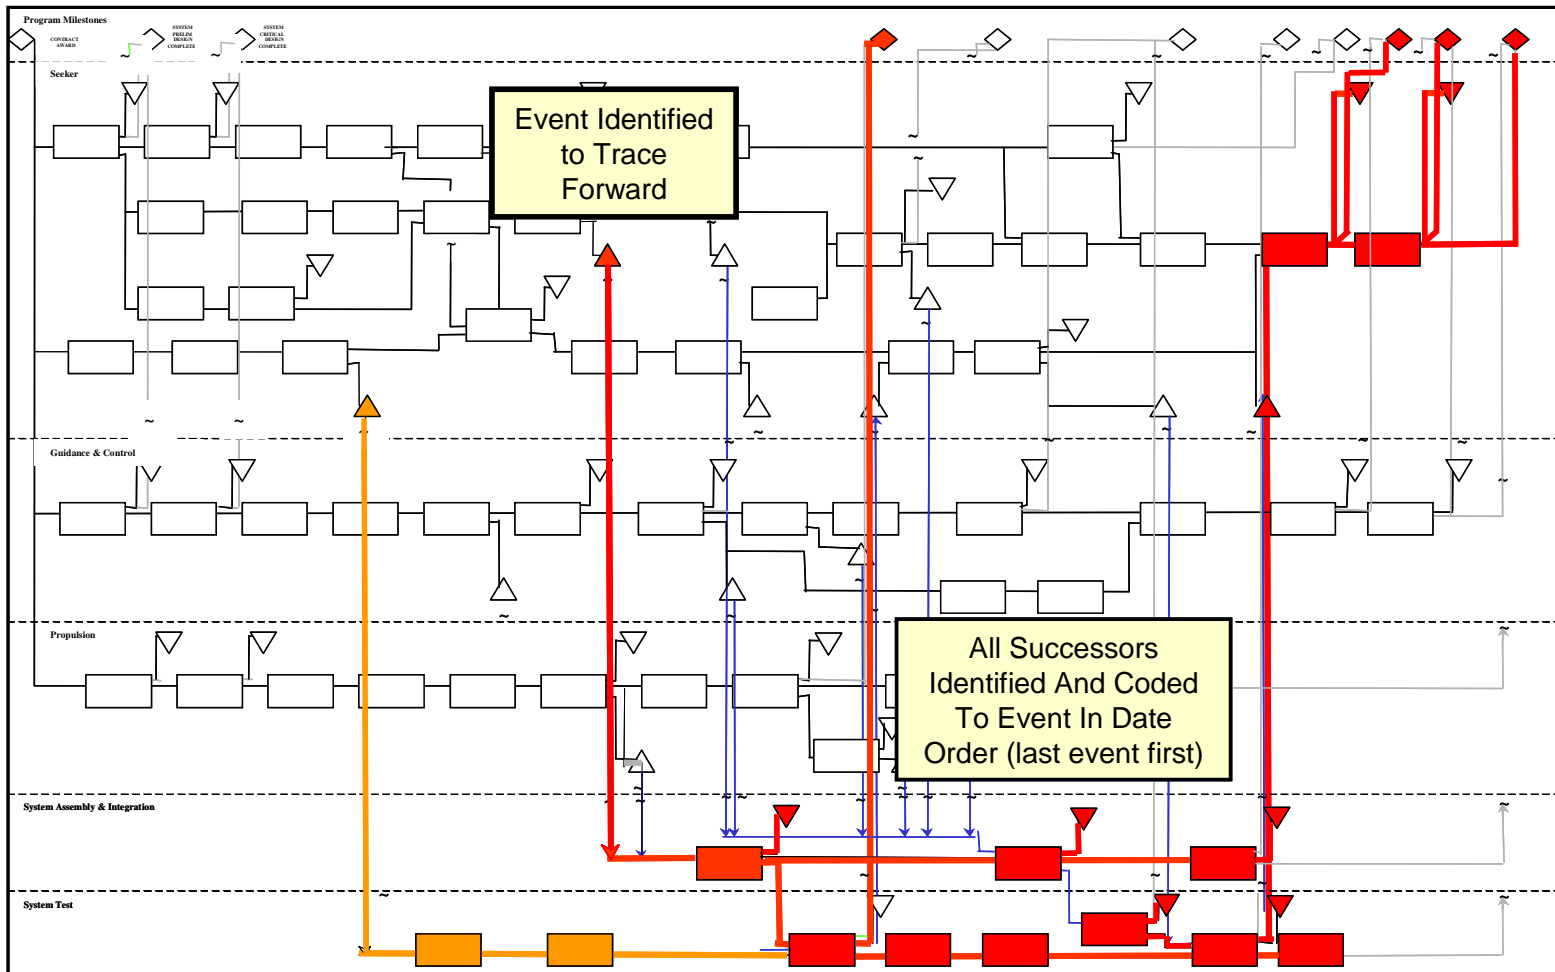 Program Milestones
CONTRACT
AWARD
SYSTEM
PRELIM
DESIGN
COMPLETE
SYSTEM
CRITICAL
DESIGN
COMPLETE
Seeker
Event Identified
to Trace
Forward
Guidance & Control
Propulsion
All Successors
Identified And Coded
To Event In Date
Order (last event first)
System Assembly & Integration
System Test